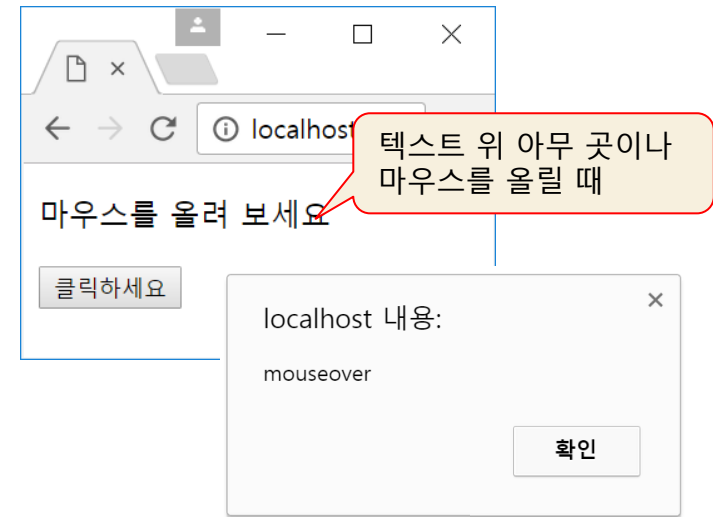 localhost
텍스트 위 아무 곳이나
마우스를 올릴 때
마우스를 올려 보세요
클릭하세요
localhost 내용:
mouseover
확인